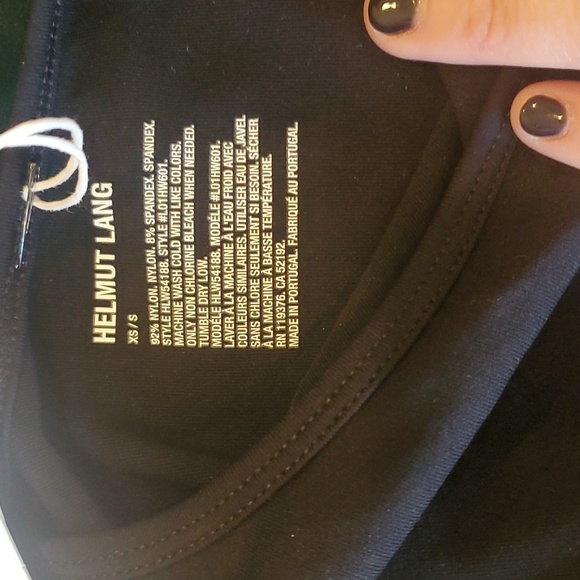 HELMUT LANG
XS / S
92% NYLON. NYLON. 8% SPANDEX. SPANDEX.
STYLE HLW54188. STYLE #L01HW601.
MACHINE WASH COLD WITH LIKE COLORS.
ONLY NON CHLORINE BLEACH WHEN NEEDED.
TUMBLE DRY LOW.
MODÈLE HLW54188. MODÈLE #L01HW601.
LAVER À LA MACHINE À L'EAU FROID AVEC
COULEURS SIMILAIRES. UTILISER EAU DE JAVEL
SANS CHLORE SEULEMENT SI BESOIN. SÉCHER
À LA MACHINE À BASSE TEMPÉRATURE.
RN 119376. CA 52192.
MADE IN PORTUGAL. FABRIQUÉ AU PORTUGAL.